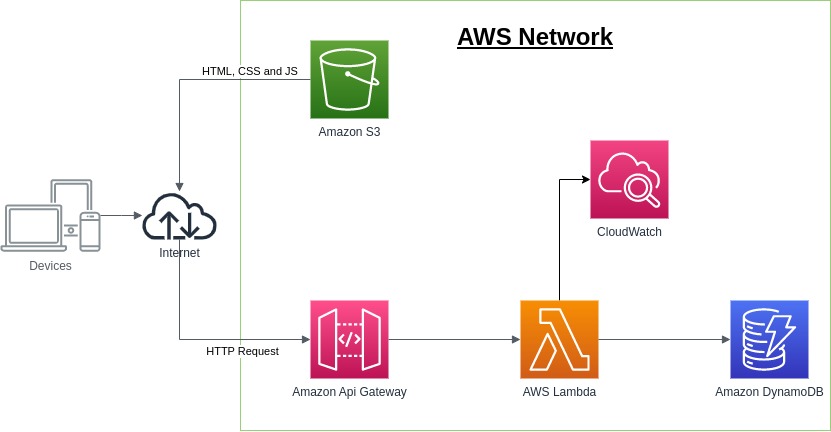 AWS Network
HTML, CSS and JS
Amazon S3
CloudWatch
Internet
Devices
HTTP Request
</>
Amazon Api Gateway
AWS Lambda
Amazon DynamoDB